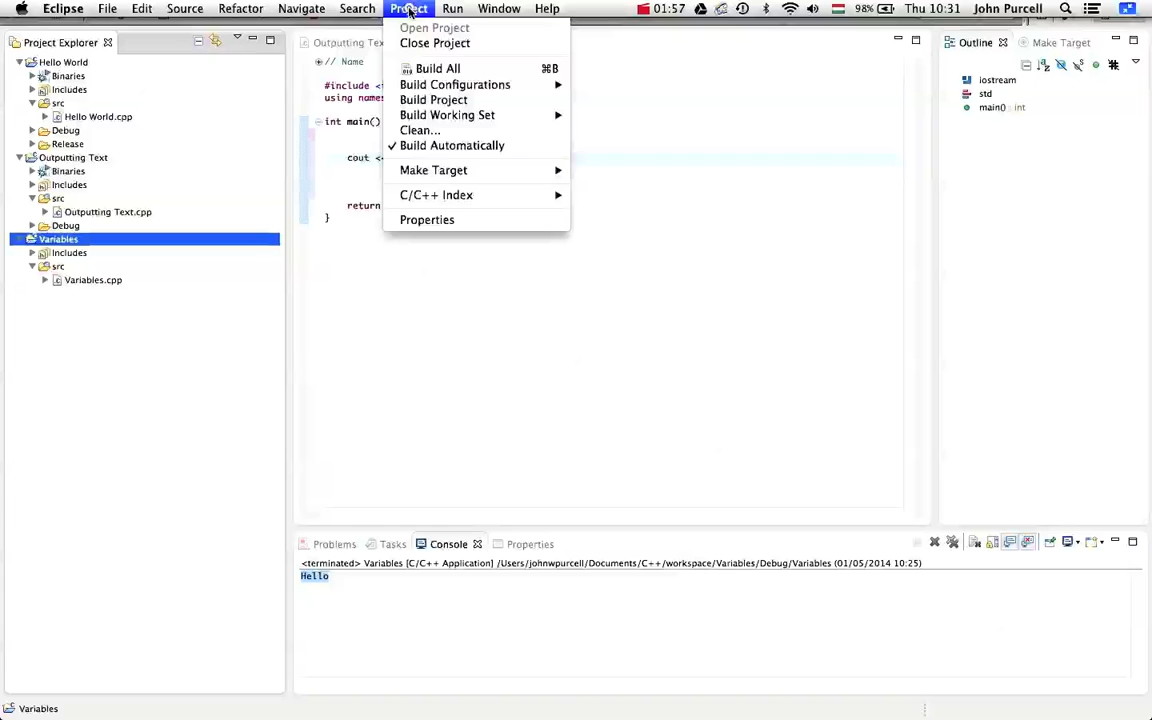 Eclipse File Edit Source Refactor Navigate Search Project Run Window Help 01:57 98% Thu 10:31 John Purcell
Project Explorer
Hello World
Binaries
Includes
src
Hello World.cpp
Debug
Release
Outputting Text
Binaries
Includes
src
Outputting Text.cpp
Debug
Variables
Includes
src
Variables.cpp
Outputting Tex
// Name
#include <
using names
int main()
cout <<
return
}
Open Project
Close Project
Build All ⌘B
Build Configurations
Build Project
Build Working Set
Clean...
✓ Build Automatically
Make Target
C/C++ Index
Properties
Outline Make Target
iostream
std
main() : int
Problems Tasks Console Properties
<terminated> Variables [C/C++ Application] /Users/johnwpurcell/Documents/C++/workspace/Variables/Debug/Variables (01/05/2014 10:25)
Hello
Variables